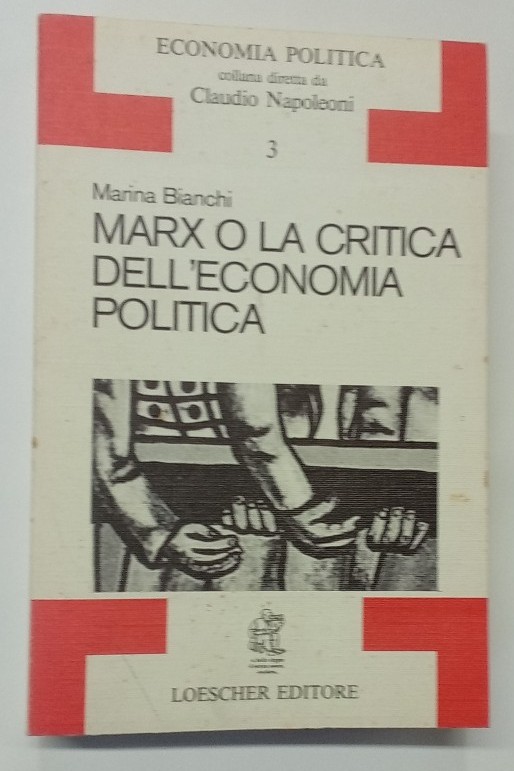 ECONOMIA POLITICA
collana diretta da
Claudio Napoleoni
3
Marina Bianchi
MARX O LA CRITICA
DELL'ECONOMIA
POLITICA
LOESCHER EDITORE